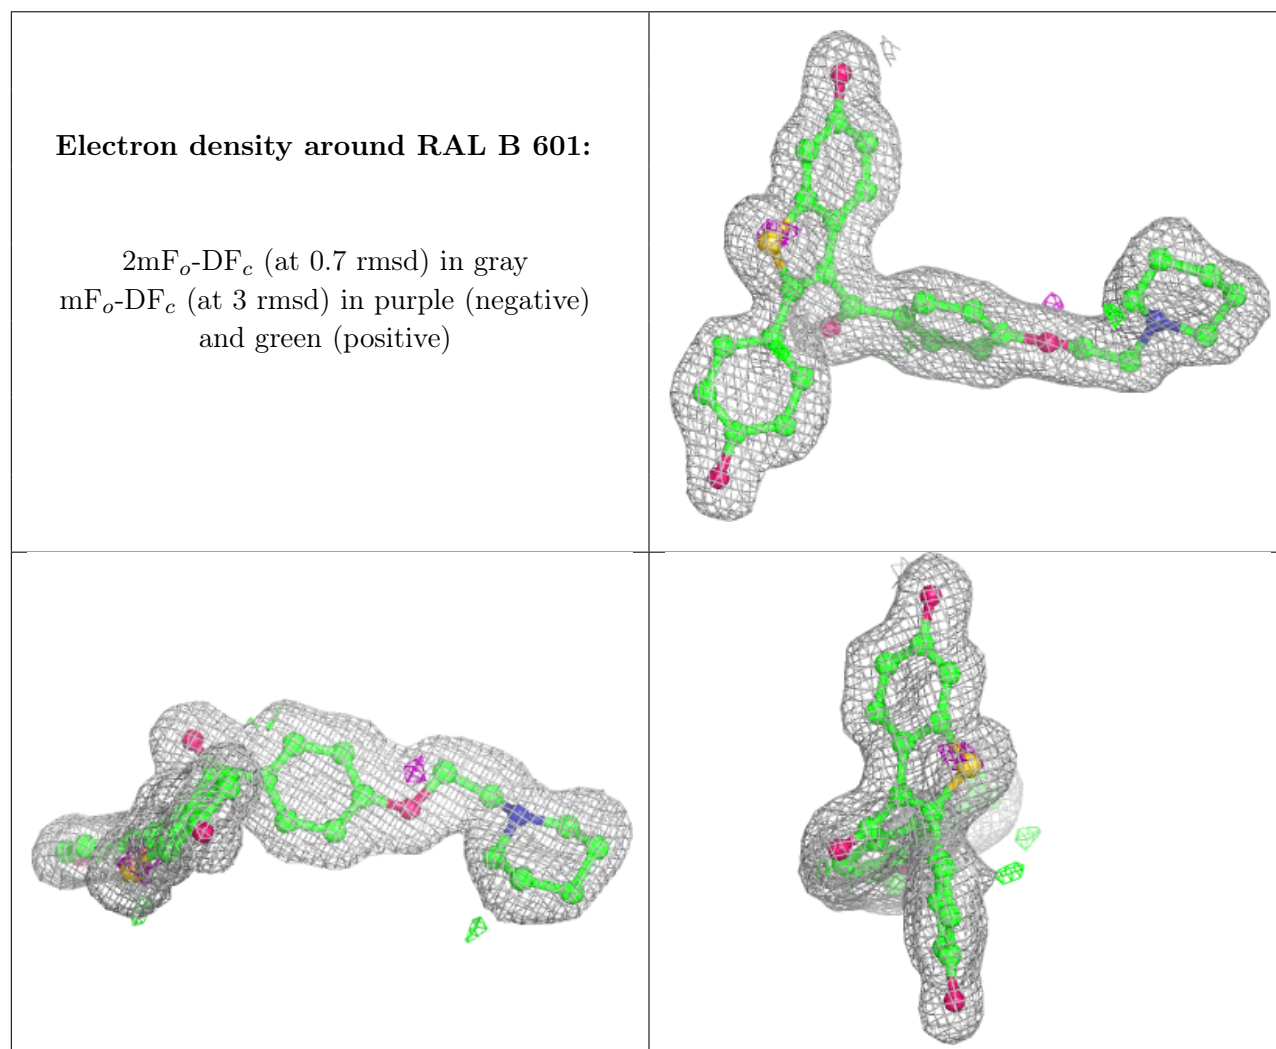 Electron density around RAL B 601:
2mFo-DFc (at 0.7 rmsd) in gray
mFo-DFc (at 3 rmsd) in purple (negative)
and green (positive)